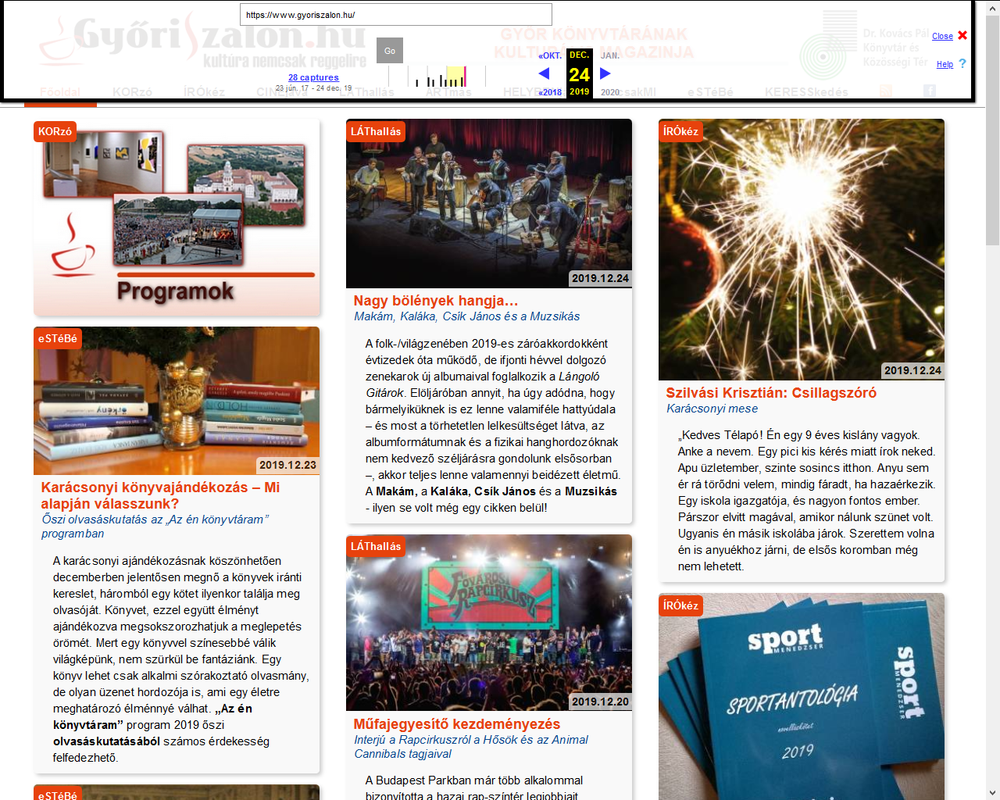 https://www.gyoriszalon.hu/
Go
28 captures
23 jún. 17 - 24 dec. 19
«OKT.
DEC.
JAN.
24
«2018
2019
2020
Close
Help
GyőriSzalon.hu
kultúra nemcsak reggelire
GYŐR KÖNYVTÁRÁNAK
KULTURÁLIS MAGAZINJA
Dr. Kovács Pál
Könyvtár és
Közösségi Tér
Főoldal
KORzó
ÍRÓkéz
CINEjava
LÁThallás
ARTmás
eSTéBé
KERESSkedés
KORzó
Programok
eSTéBé
2019.12.23
Karácsonyi könyvajándékozás – Mi
alapján válasszunk?
Őszi olvasáskutatás az „Az én könyvtáram”
programban
A karácsonyi ajándékozásnak köszönhetően
decemberben jelentősen megnő a könyvek iránti
kereslet, háromból egy kötet ilyenkor találja meg
olvasóját. Könyvet, ezzel együtt élményt
ajándékozva megsokszorozhatjuk a meglepetés
örömét. Mert egy könyvvel színesebbé válik
világképünk, nem szürkül be fantáziánk. Egy
könyv lehet csak alkalmi szórakoztató olvasmány,
de olyan üzenet hordozója is, ami egy életre
meghatározó élménnyé válhat. „Az én
könyvtáram” program 2019 őszi
olvasáskutatásából számos érdekesség
felfedezhető.
eSTéBé
LÁThallás
2019.12.24
Nagy bölények hangja…
Makám, Kaláka, Csík János és a Muzsikás
A folk-/világzenében 2019-es záróakkordokként
évtizedek óta működő, de ifjonti hévvel dolgozó
zenekarok új albumaival foglalkozik a Lángoló
Gitárok. Elöljáróban annyit, ha úgy adódna, hogy
bármelyiküknek is ez lenne valamiféle hattyúdala
– és most a törhetetlen lelkesültséget látva, az
albumformátumnak és a fizikai hanghordozóknak
nem kedvező széljárásra gondolunk elsősorban
–, akkor teljes lenne valamennyi beidézett életmű.
A Makám, a Kaláka, Csík János és a Muzsikás
- ilyen se volt még egy cikken belül!
LÁThallás
FŐVÁROSI
RAPCIRKUSZ
2019.12.20
Műfajegyesítő kezdeményezés
Interjú a Rapcirkuszról a Hősök és az Animal
Cannibals tagjaival
A Budapest Parkban már több alkalommal
bizonyította a hazai rap-színtér legjobbjait
ÍRÓkéz
2019.12.24
Szilvási Krisztián: Csillagszóró
Karácsonyi mese
„Kedves Télapó! Én egy 9 éves kislány vagyok.
Anke a nevem. Egy pici kis kérés miatt írok neked.
Apu üzletember, szinte sosincs itthon. Anyu sem
ér rá törődni velem, mindig fáradt, ha hazaérkezik.
Egy iskola igazgatója, és nagyon fontos ember.
Párszor elvitt magával, amikor nálunk szünet volt.
Ugyanis én másik iskolába járok. Szerettem volna
én is anyukéhoz járni, de elsős koromban még
nem lehetett.
ÍRÓkéz
sport
MENEDZSER
SPORTANTOLÓGIA
novelláskötet
2019
sport
MENEDZSER